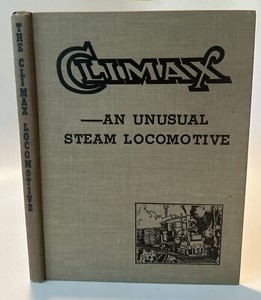 THE CLIMAX LOCOMOTIVE
CLIMAX
—AN UNUSUAL
STEAM LOCOMOTIVE